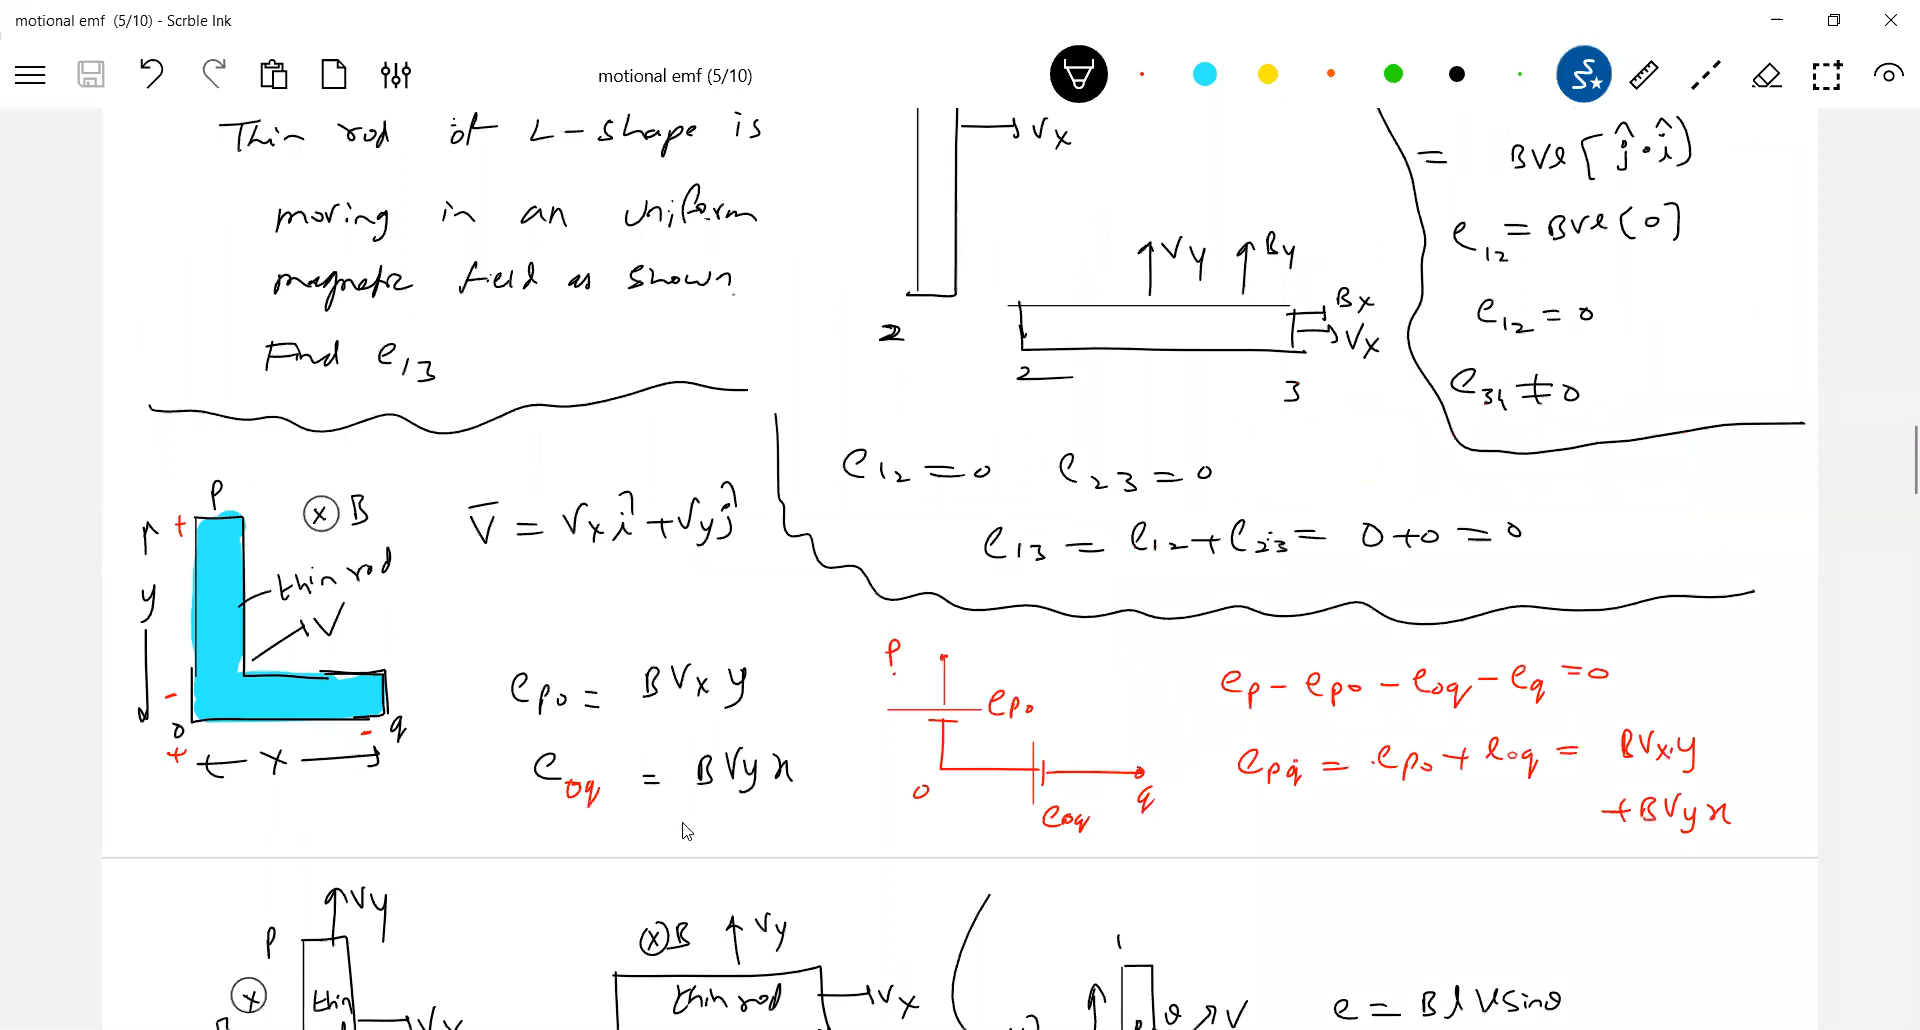 motional emf (5/10) - Scrble Ink
motional emf (5/10)
Thin rod of L-shape is
moving in an uniform
magnetic field as shown.
Find e13
Vx
2
Vy By
Bx
Vx
2
3
= BVl [ĵ·î)
e12 = BVl(0)
e12 = 0
e34 ≠ 0
e12 = 0 e23 = 0
e13 = e12 + e23 = 0+0 = 0
P
+
(x) B
y
thin rod
V
-
o
+
x
-
q
V̄ = Vx î + Vy ĵ
epo = BVx y
eoq = BVy x
P
epo
o
eoq
q
ep - epo - eoq - eq = 0
epq = epo + eoq = BVx.y
+ BVy x
Vy
P
(x)
thin
Vx
(x)B Vy
thin rod
Vx
1
θ V
e = Bl V sinθ